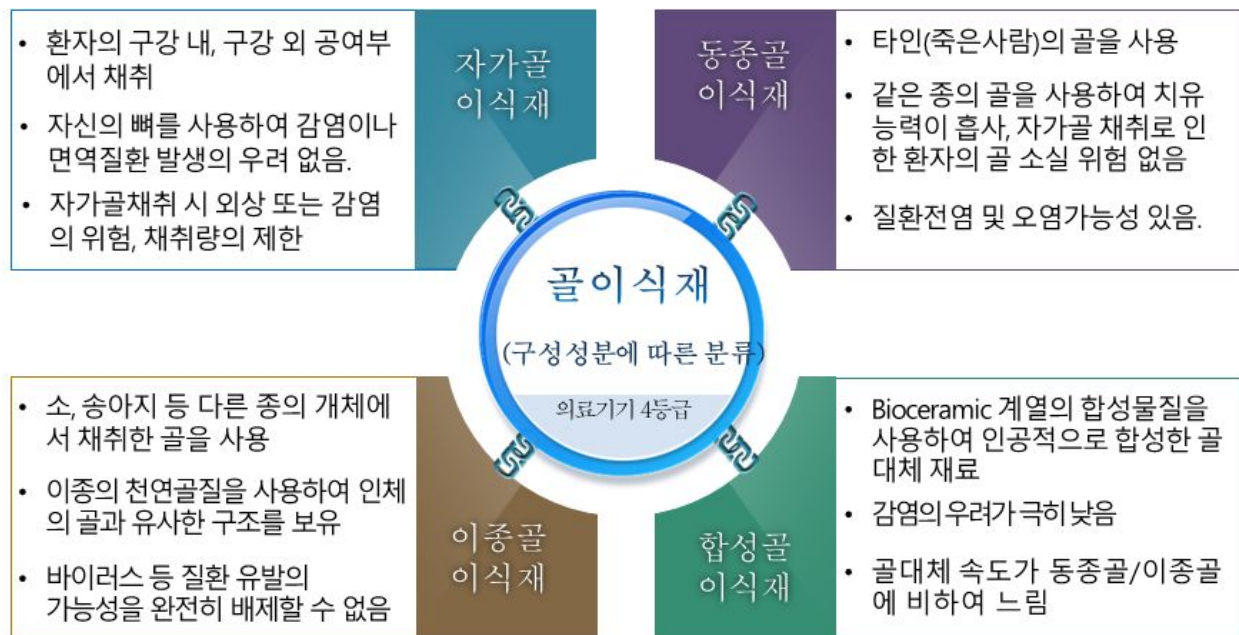 • 환자의 구강 내, 구강 외 공여부
에서 채취
• 자신의 뼈를 사용하여 감염이나
면역질환 발생의 우려 없음.
• 자가골채취 시 외상 또는 감염
의 위험, 채취량의 제한
자가골
이식재
동종골
이식재
• 타인(죽은사람)의 골을 사용
• 같은 종의 골을 사용하여 치유
능력이 흡사, 자가골 채취로 인
한 환자의 골 소실 위험 없음
• 질환전염 및 오염가능성 있음.
골이식재
(구성성분에 따른 분류)
의료기기 4등급
• 소, 송아지 등 다른 종의 개체에
서 채취한 골을 사용
• 이종의 천연골질을 사용하여 인체
의 골과 유사한 구조를 보유
• 바이러스 등 질환 유발의
가능성을 완전히 배제할 수 없음
이종골
이식재
합성골
이식재
• Bioceramic 계열의 합성물질을
사용하여 인공적으로 합성한 골
대체 재료
• 감염의 우려가 극히 낮음
• 골대체 속도가 동종골/이종골
에 비하여 느림